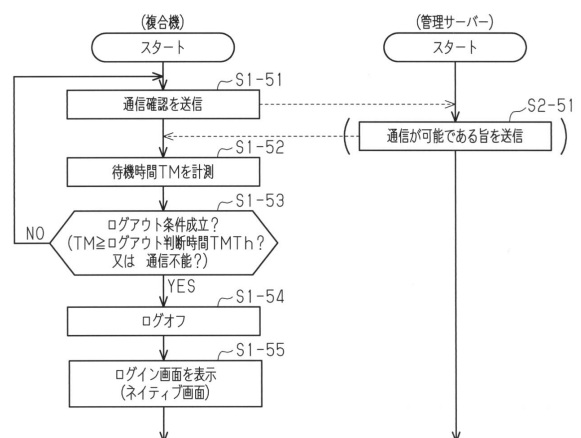 (複合機)
(管理サーバー)
スタート
スタート
S1-51
通信確認を送信
S2-51
通信が可能である旨を送信
S1-52
待機時間TMを計測
S1-53
ログアウト条件成立?
(TM≧ログアウト判断時間TMTh?
又は 通信不能?)
NO
YES
S1-54
ログオフ
S1-55
ログイン画面を表示
(ネイティブ画面)